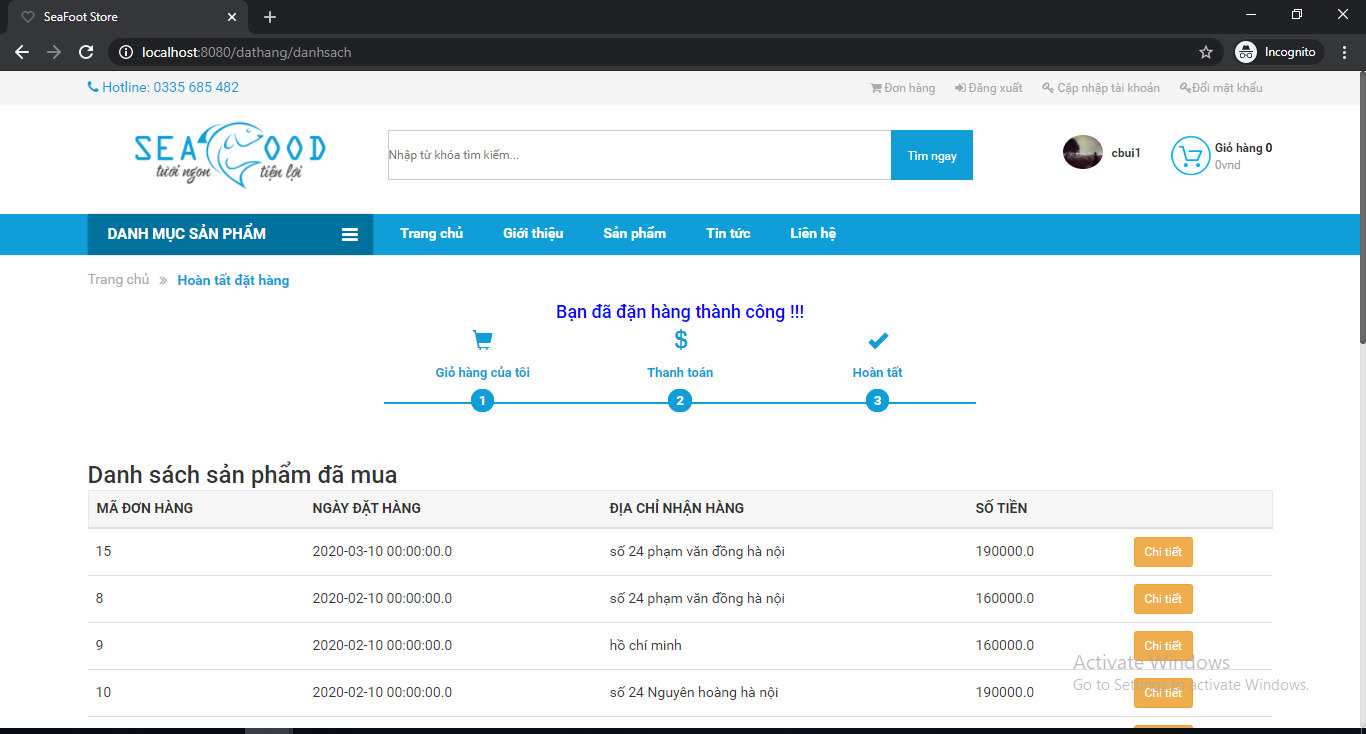 SeaFoot Store
localhost:8080/dathang/danhsach
Incognito
Hotline: 0335 685 482
Đơn hàng Đăng xuất Cập nhập tài khoản Đổi mật khẩu
SEAFOOD
tươi ngon tiện lợi
Nhập từ khóa tìm kiếm...
Tìm ngay
cbui1
Giỏ hàng 0
0vnd
DANH MỤC SẢN PHẨM
Trang chủ Giới thiệu Sản phẩm Tin tức Liên hệ
Trang chủ » Hoàn tất đặt hàng
Bạn đã đặn hàng thành công !!!
$
Giỏ hàng của tôi Thanh toán Hoàn tất
1 2 3
Danh sách sản phẩm đã mua
MÃ ĐƠN HÀNG NGÀY ĐẶT HÀNG ĐỊA CHỈ NHẬN HÀNG SỐ TIỀN
15 2020-03-10 00:00:00.0 số 24 phạm văn đồng hà nội 190000.0 Chi tiết
8 2020-02-10 00:00:00.0 số 24 phạm văn đồng hà nội 160000.0 Chi tiết
9 2020-02-10 00:00:00.0 hồ chí minh 160000.0 Chi tiết
10 2020-02-10 00:00:00.0 số 24 Nguyên hoàng hà nội 190000.0 Chi tiết
Activate Windows
Go to Settings to activate Windows.